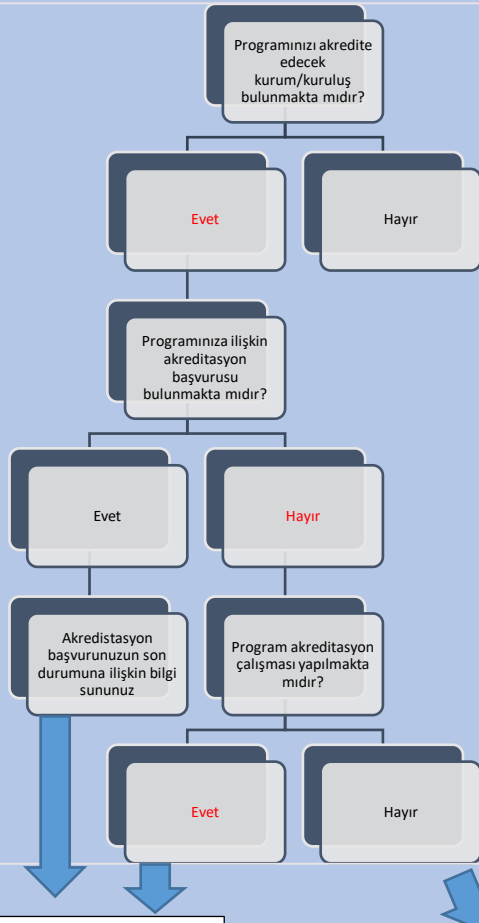 Programınızı akredite
edecek
kurum/kuruluş
bulunmakta mıdır?
Evet
Hayır
Programınıza ilişkin
akreditasyon
başvurusu
bulunmakta mıdır?
Evet
Hayır
Akredistasyon
başvurunuzun son
durumuna ilişkin bilgi
sununuz
Program akreditasyon
çalışması yapılmakta
mıdır?
Evet
Hayır